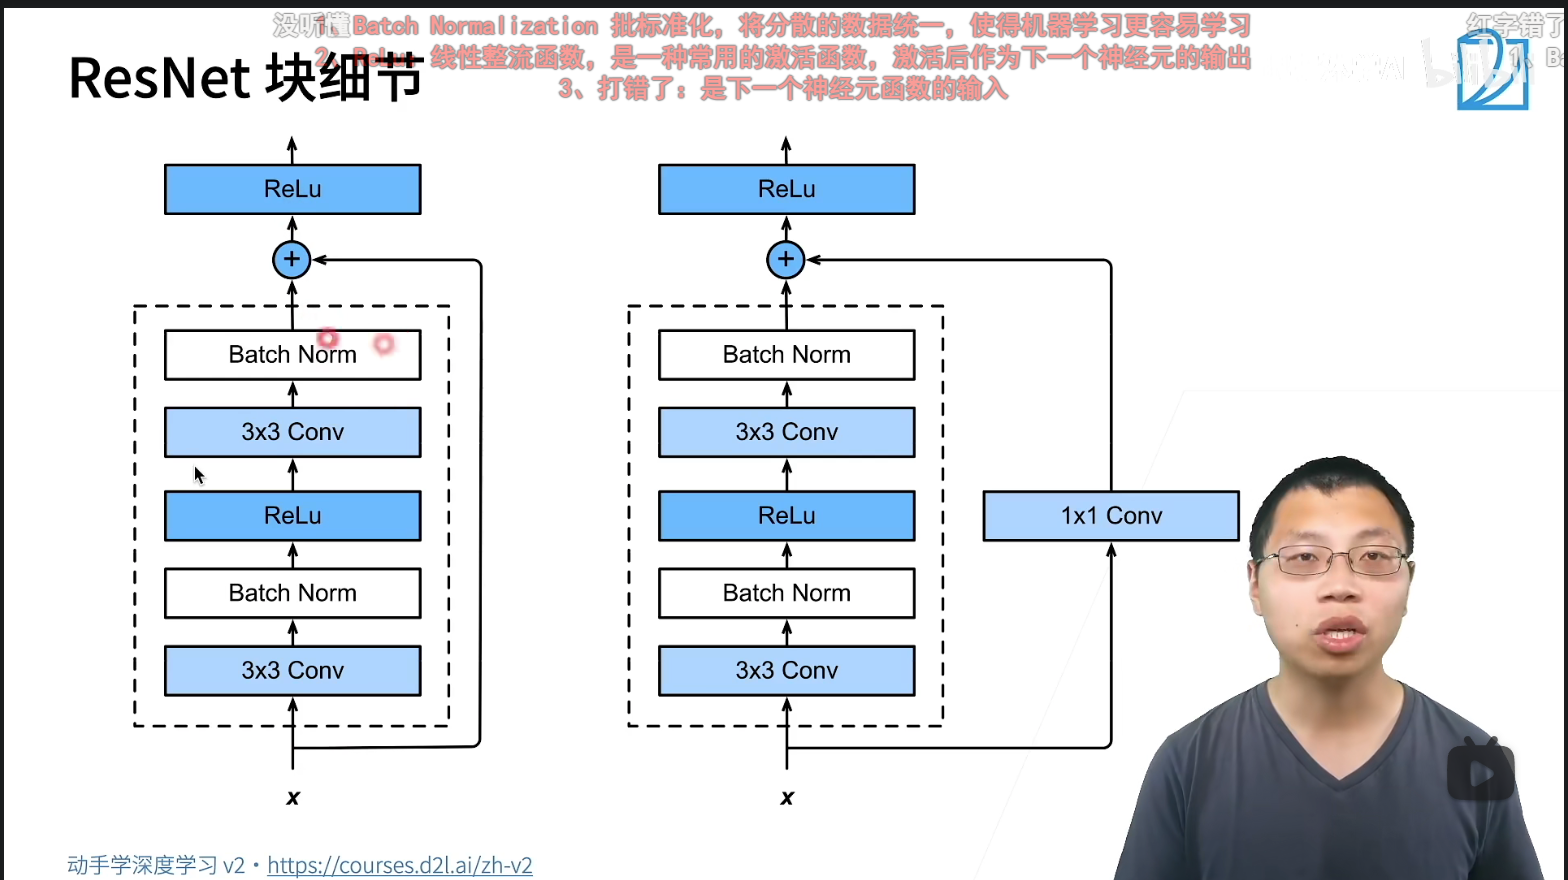 没听懂
1、Batch Normalization 批标准化，将分散的数据统一，使得机器学习更容易学习
红字错了
2、ReLu: 线性整流函数，是一种常用的激活函数，激活后作为下一个神经元的输出
3、打错了：是下一个神经元函数的输入
ResNet 块细节
bilibili
ReLu
+
Batch Norm
3x3 Conv
ReLu
Batch Norm
3x3 Conv
x
ReLu
+
Batch Norm
3x3 Conv
ReLu
Batch Norm
3x3 Conv
x
1x1 Conv
动手学深度学习 v2 · https://courses.d2l.ai/zh-v2